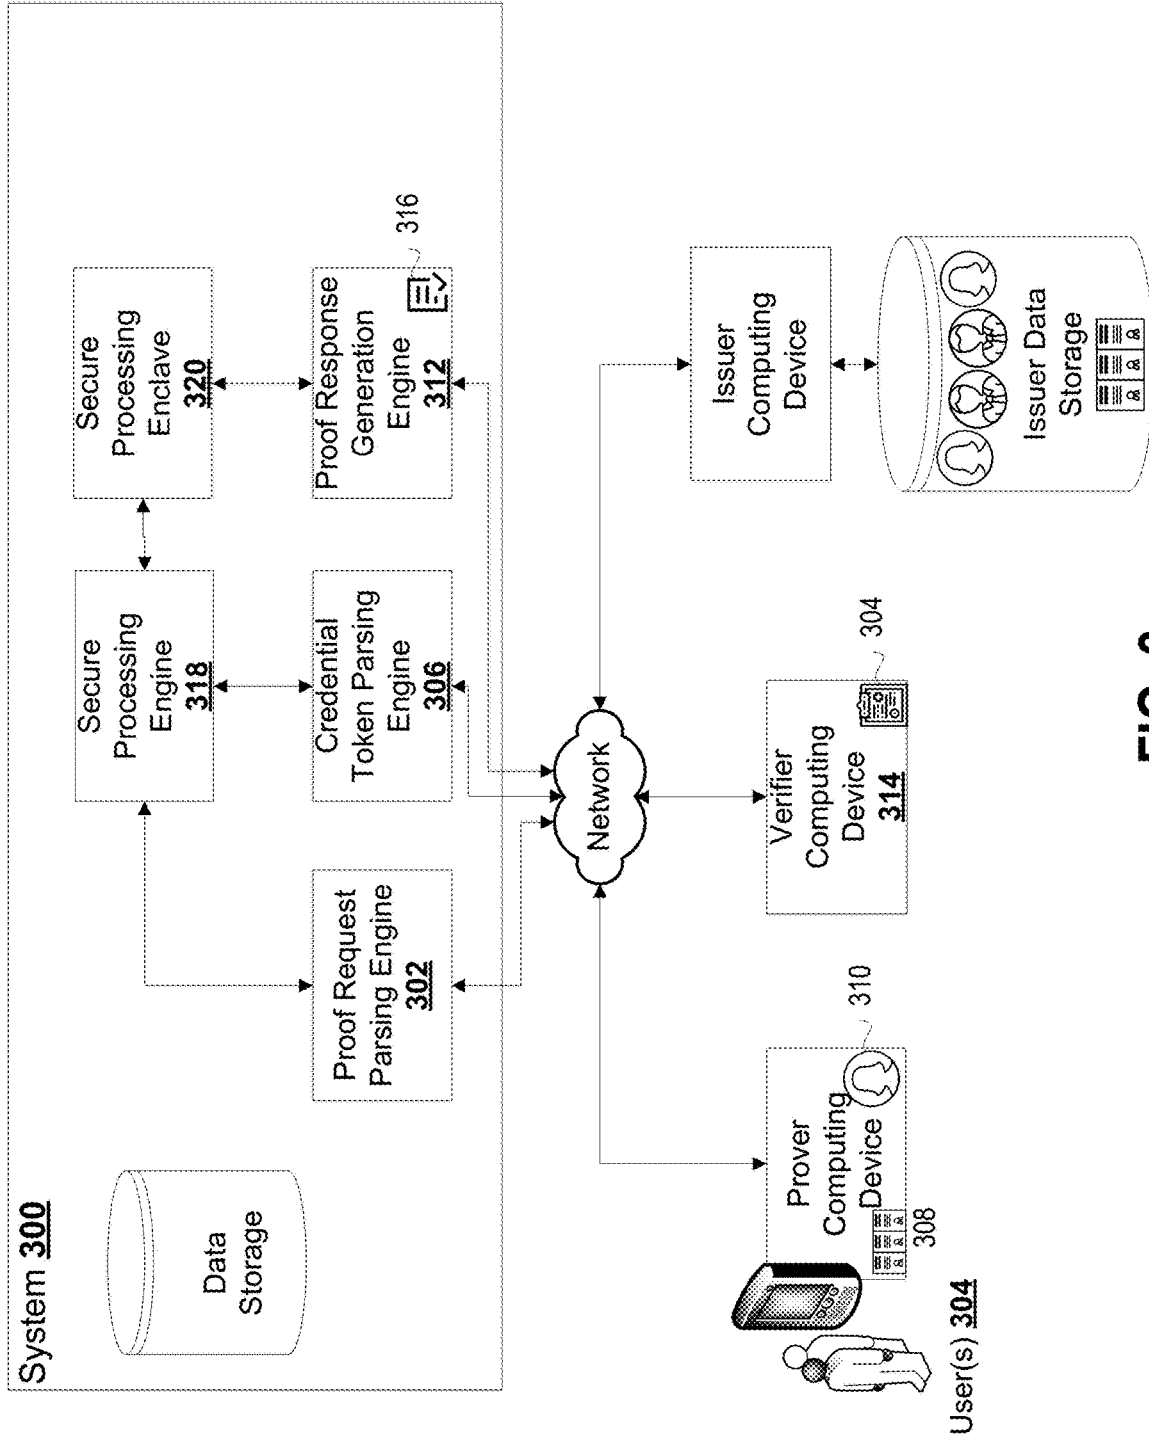 System 300
Data
Storage
Proof Request
Parsing Engine
302
Secure
Processing
Engine
318
Credential
Token Parsing
Engine
306
Secure
Processing
Enclave
320
Proof Response
Generation
Engine
312
316
Network
User(s) 304
Prover
Computing
Device
308
310
Verifier
Computing
Device
314
304
Issuer
Computing
Device
Issuer Data
Storage